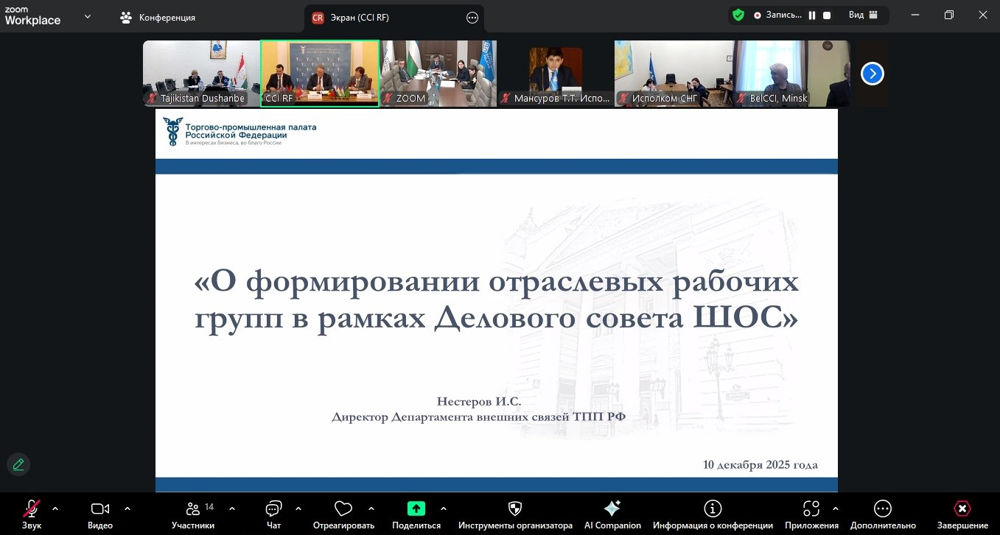 zoom
Workplace
Конференция
CR Экран (CCI RF)
Запись...
Вид
Tajikistan Dushanbe
CCI RF
ZOOM
Мансуров Т.Т. Испо...
Исполком СНГ
BelCCI, Minsk
Торгово-промышленная палата
Российской Федерации
В интересах бизнеса, во благо России
«О формировании отраслевых рабочих
групп в рамках Делового совета ШОС»
Нестеров И.С.
Директор Департамента внешних связей ТПП РФ
10 декабря 2025 года
14
Звук
Видео
Участники
Чат
Отреагировать
Поделиться
Инструменты организатора
AI Companion
Информация о конференции
Приложения
Дополнительно
Завершение